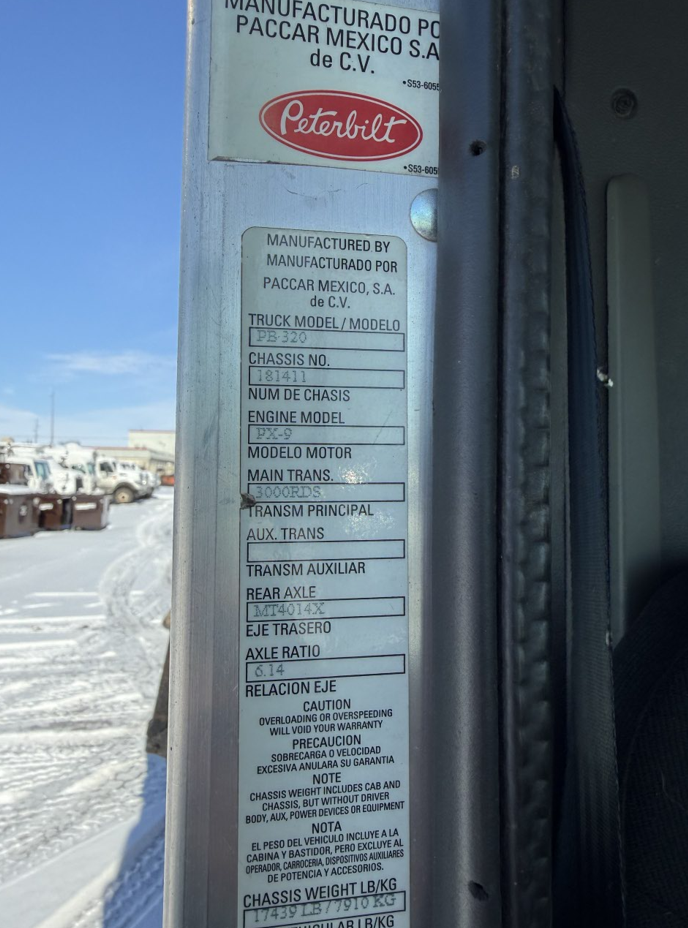 MANUFACTURADO PO
PACCAR MEXICO S.A
de C.V.
•S53-6055
Peterbilt
•S53-605
MANUFACTURED BY
MANUFACTURADO POR
PACCAR MEXICO, S.A.
de C.V.
TRUCK MODEL / MODELO
PB-320
CHASSIS NO.
181411
NUM DE CHASIS
ENGINE MODEL
PX-9
MODELO MOTOR
MAIN TRANS.
3000RDS
TRANSM PRINCIPAL
AUX. TRANS
TRANSM AUXILIAR
REAR AXLE
MT4014X
EJE TRASERO
AXLE RATIO
6.14
RELACION EJE
CAUTION
OVERLOADING OR OVERSPEEDING
WILL VOID YOUR WARRANTY
PRECAUCION
SOBRECARGA O VELOCIDAD
EXCESIVA ANULARA SU GARANTIA
NOTE
CHASSIS WEIGHT INCLUDES CAB AND
CHASSIS, BUT WITHOUT DRIVER
BODY, AUX, POWER DEVICES OR EQUIPMENT
NOTA
EL PESO DEL VEHICULO INCLUYE A LA
CABINA Y BASTIDOR, PERO EXCLUYE AL
OPERADOR, CARROCERIA, DISPOSITIVOS AUXILIARES
DE POTENCIA Y ACCESORIOS.
CHASSIS WEIGHT LB/KG
17439 LB / 7910 KG
HICULAR LB/KG